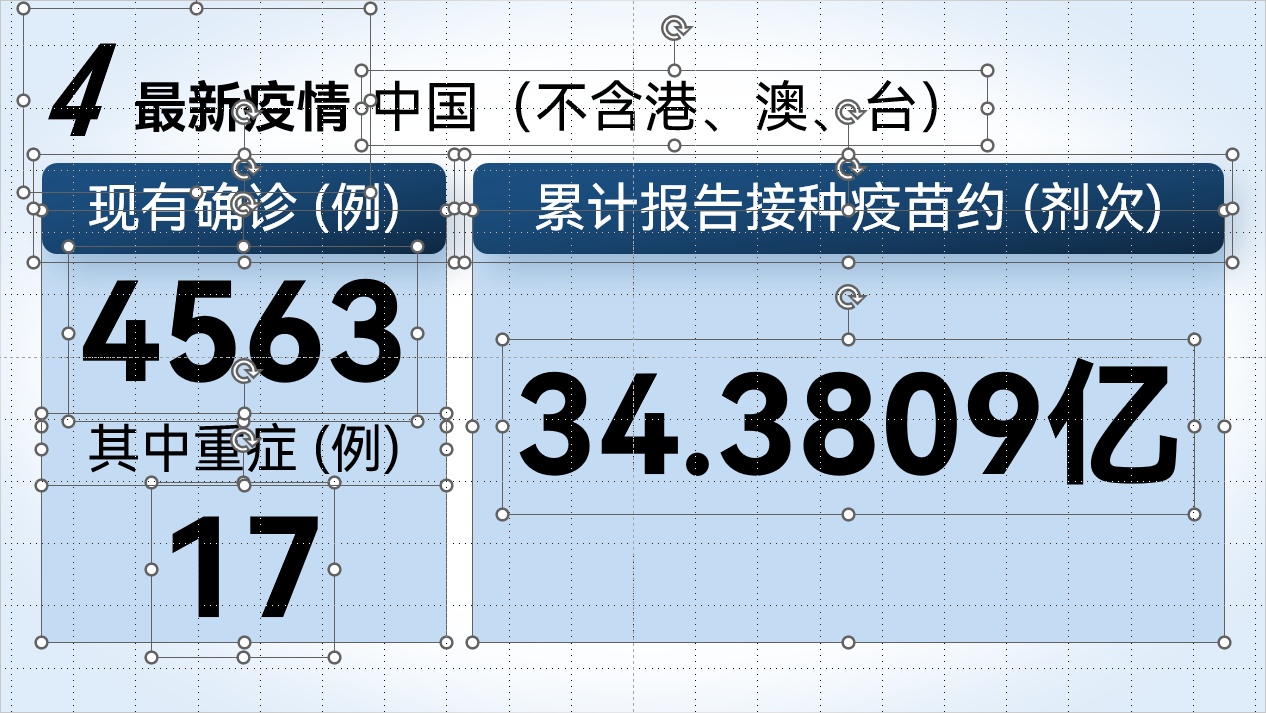 4 最新疫情 中国（不含港、澳、台）
现有确诊 (例)
4563
其中重症 (例)
17
累计报告接种疫苗约 (剂次)
34.3809亿